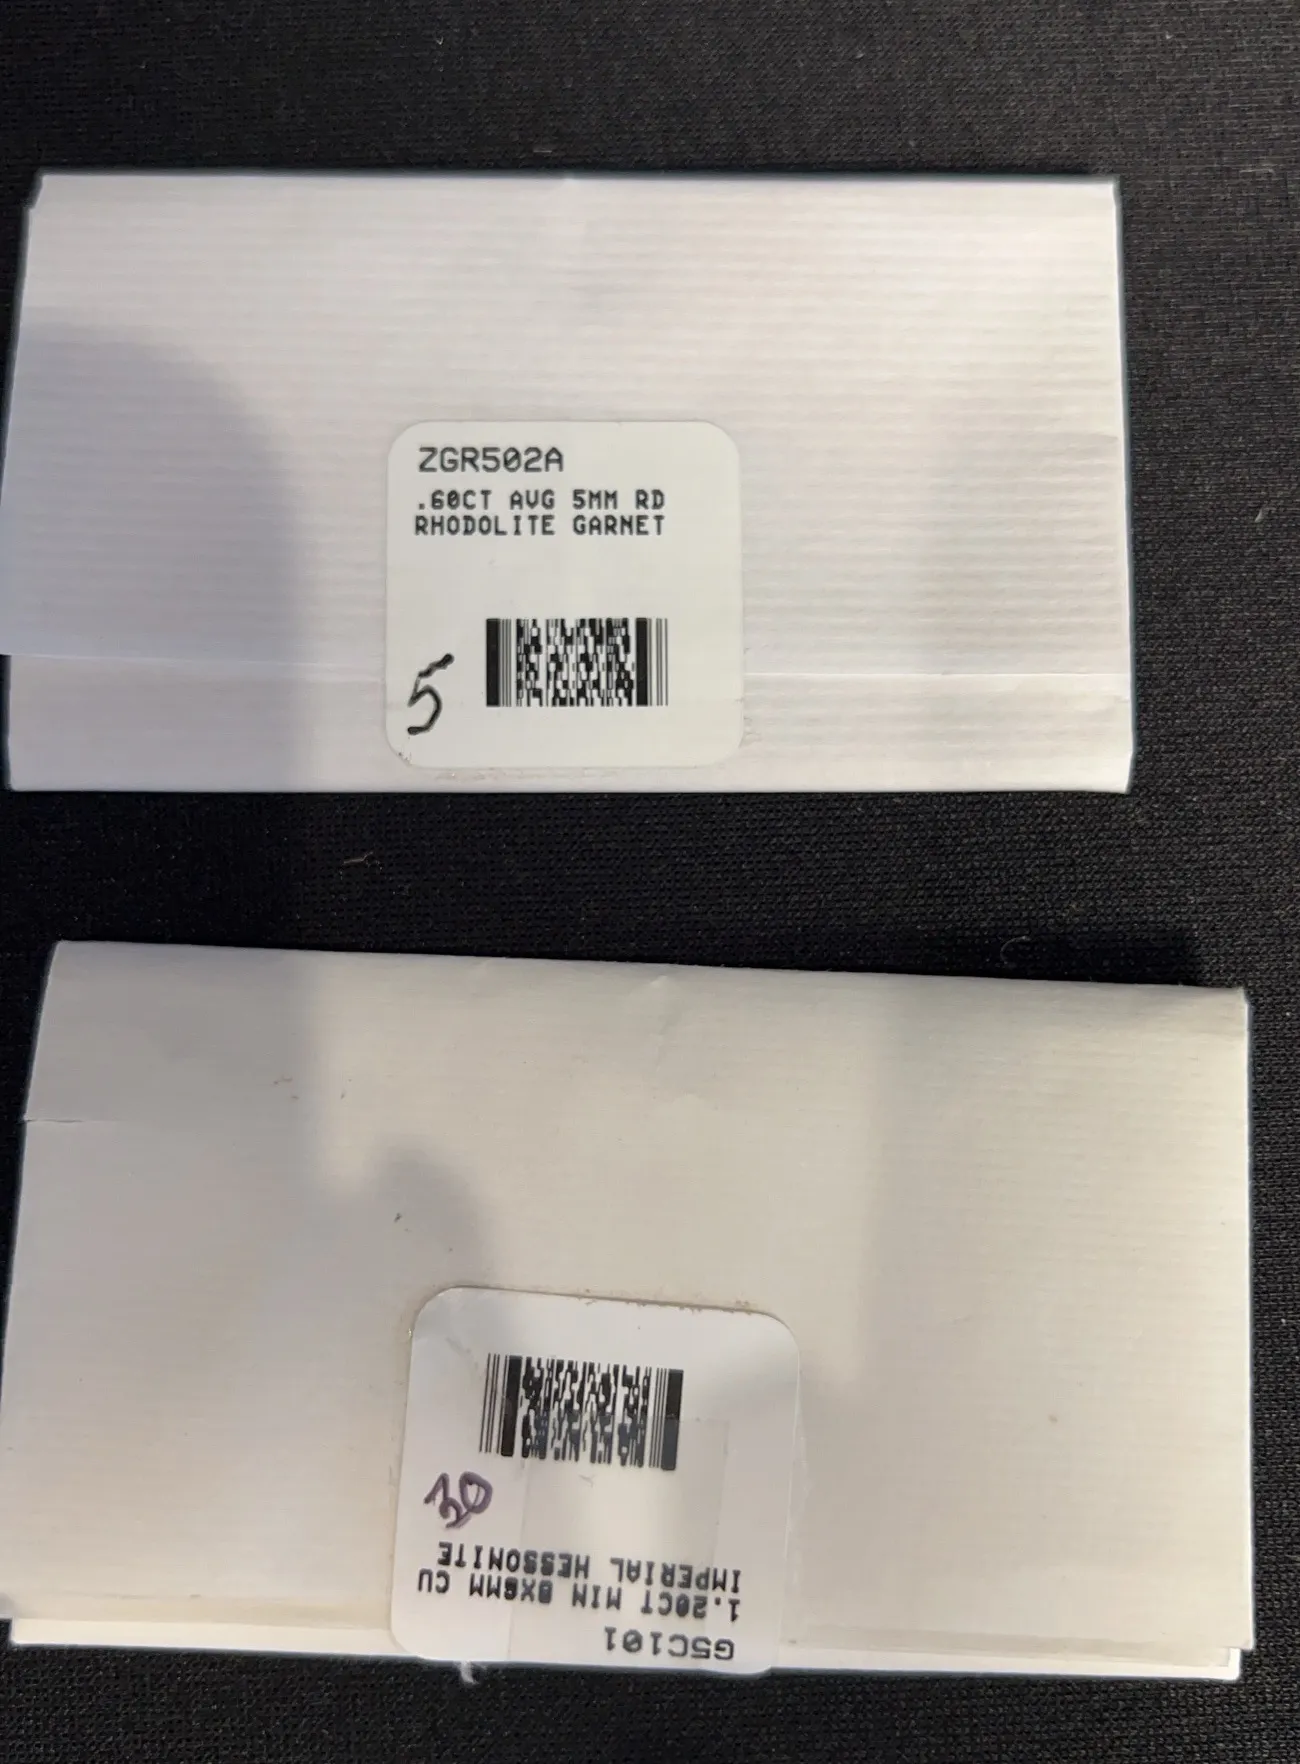 ZGR502A
.60CT AVG 5MM RD
RHODOLITE GARNET
5
G5C101
1.20CT MIN 8X6MM CU
IMPERIAL HESSONITE
30